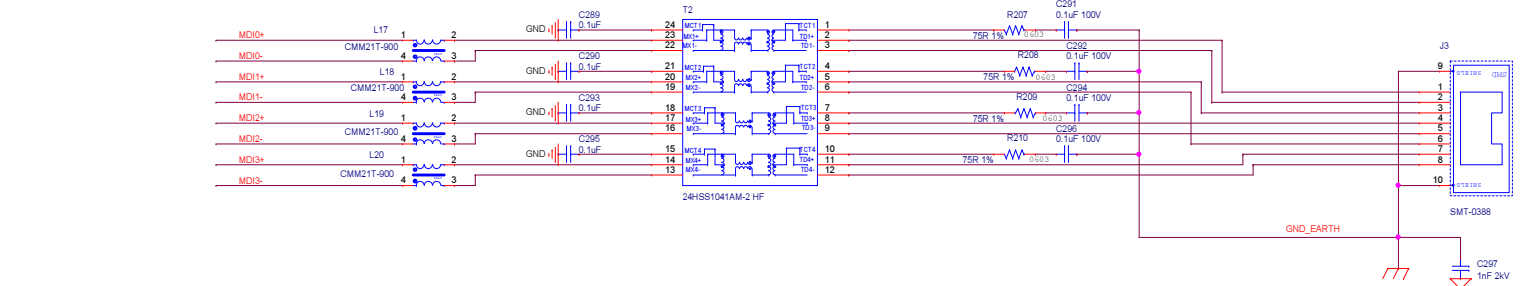 MDI0+
MDI0-
MDI1+
MDI1-
MDI2+
MDI2-
MDI3+
MDI3-
L17
1 2
CMM21T-900
4 3
L18
1 2
CMM21T-900
4 3
L19
1 2
CMM21T-900
4 3
L20
1 2
CMM21T-900
4 3
C289
GND 0.1uF
C290
GND 0.1uF
C293
GND 0.1uF
C295
GND 0.1uF
T2
24 MCT1 TCT1 1
23 MX1+ TD1+ 2
22 MX1- TD1- 3
21 MCT2 TCT2 4
20 MX2+ TD2+ 5
19 MX2- TD2- 6
18 MCT3 TCT3 7
17 MX3+ TD3+ 8
16 MX3- TD3- 9
15 MCT4 TCT4 10
14 MX4+ TD4+ 11
13 MX4- TD4- 12
24HSS1041AM-2 HF
R207
75R 1% 0603
C291
0.1uF 100V
R208
75R 1% 0603
C292
0.1uF 100V
R209
75R 1% 0603
C294
0.1uF 100V
R210
75R 1% 0603
C296
0.1uF 100V
J3
9 SHIELD SMD
1
2
3
4
5
6
7
8
10 SHIELD
SMT-0388
GND_EARTH
C297
1nF 2kV